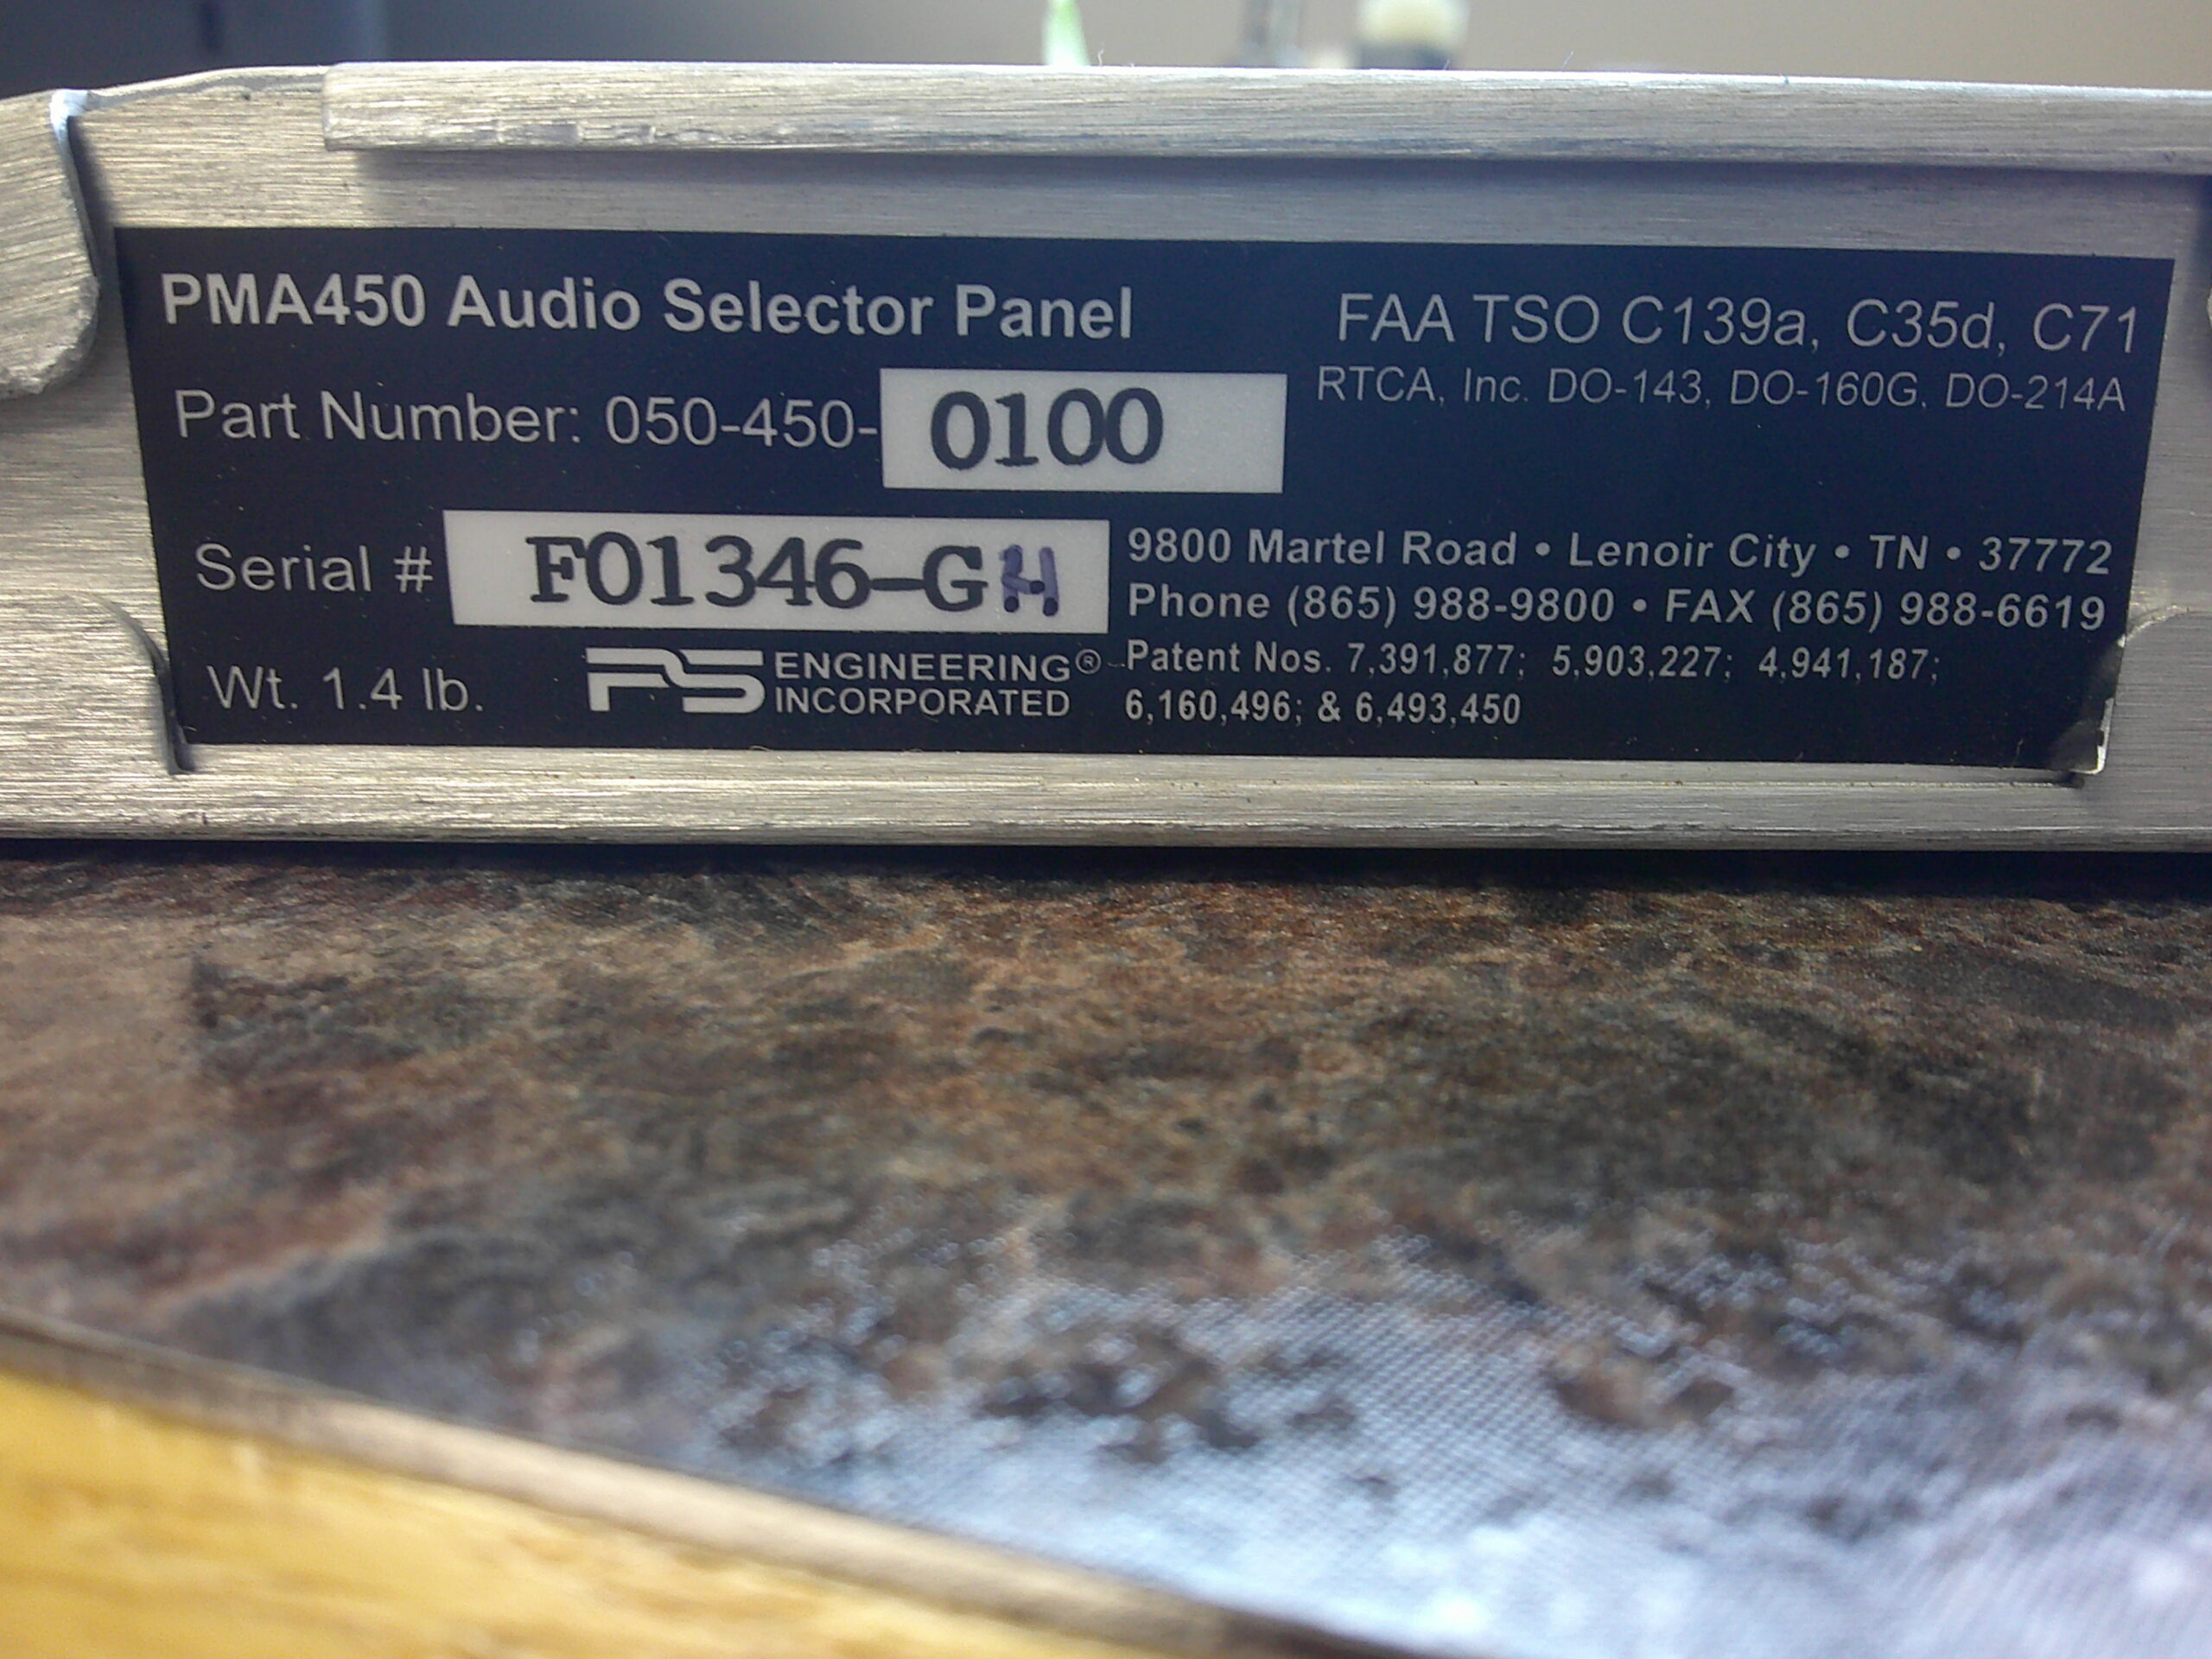 PMA450 Audio Selector Panel
FAA TSO C139a, C35d, C71
RTCA, Inc. DO-143, DO-160G, DO-214A
Part Number: 050-450-0100
Serial # F01346-GH
9800 Martel Road • Lenoir City • TN • 37772
Phone (865) 988-9800 • FAX (865) 988-6619
Wt. 1.4 lb.
PS ENGINEERING®
INCORPORATED
Patent Nos. 7,391,877; 5,903,227; 4,941,187;
6,160,496; & 6,493,450